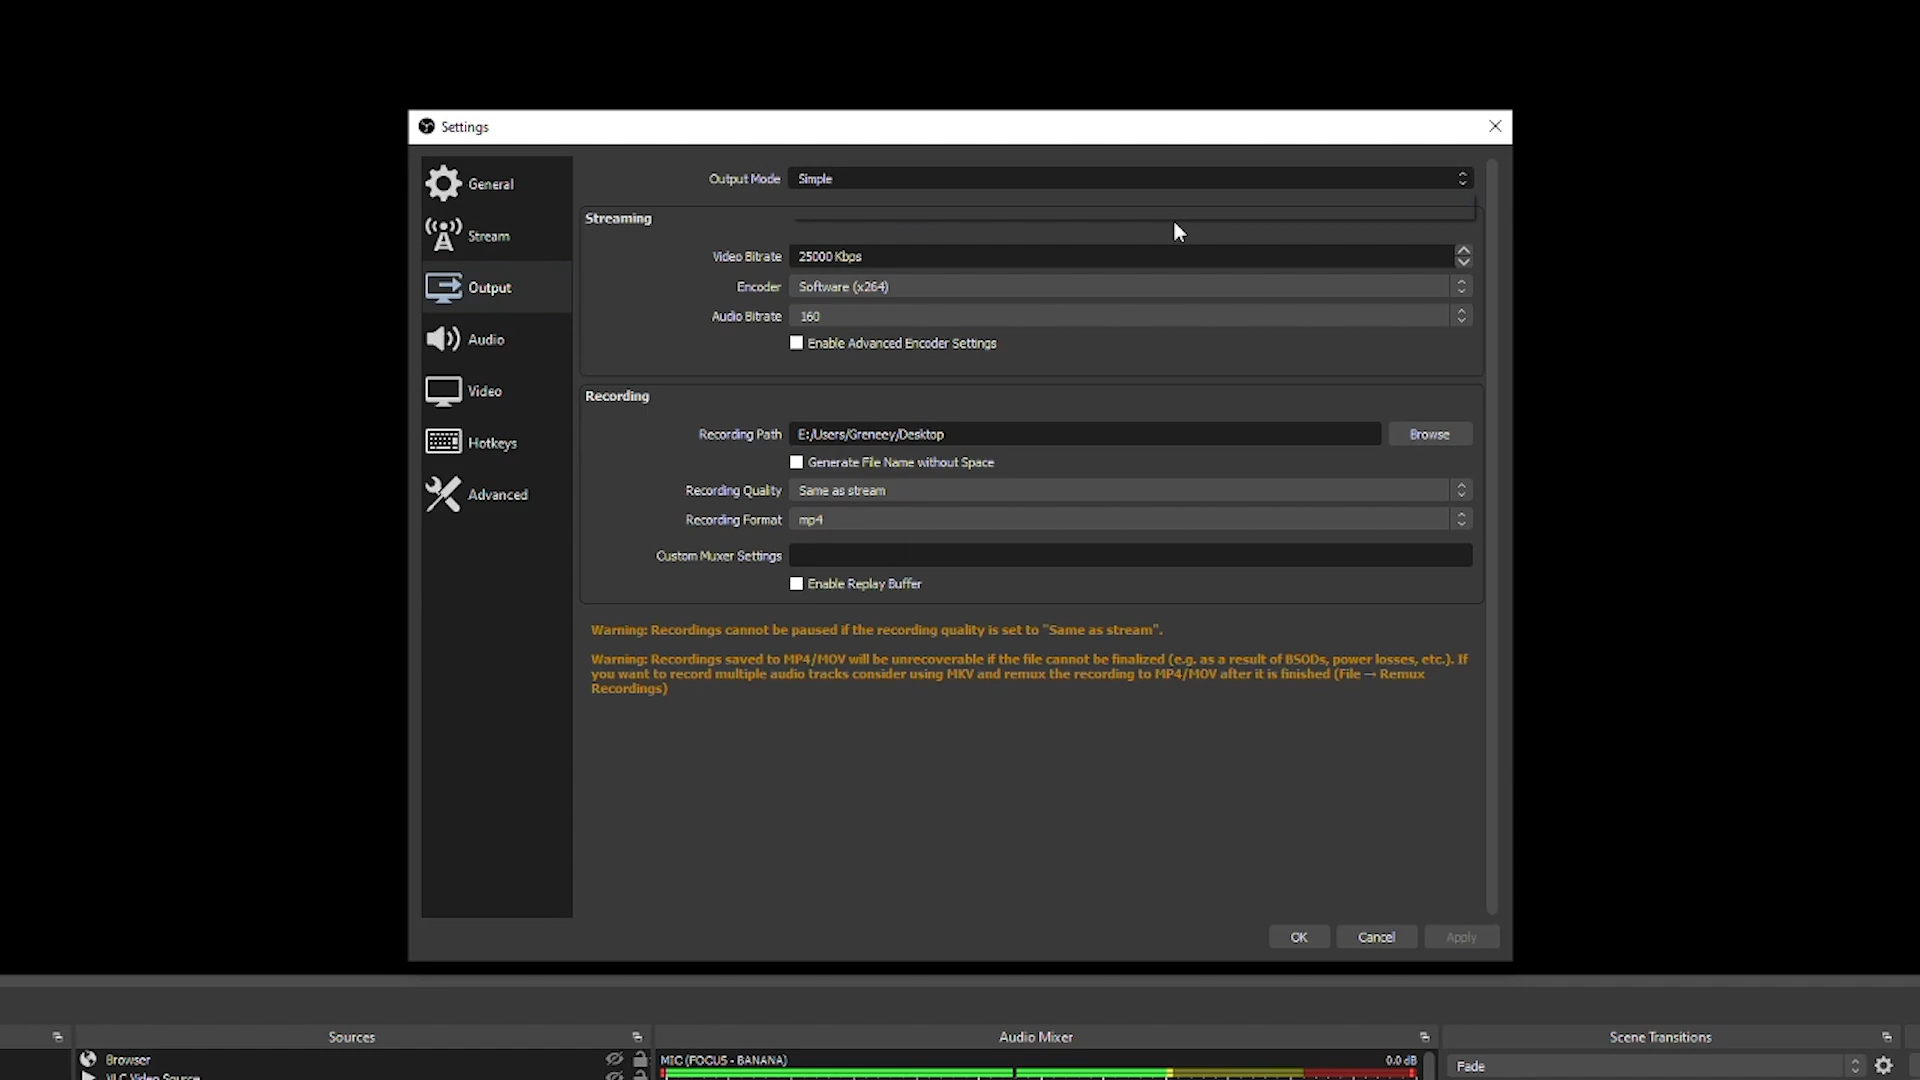 Settings
General
Stream
Output
Audio
Video
Hotkeys
Advanced
Output Mode Simple
Streaming
Video Bitrate 25000 Kbps
Encoder Software (x264)
Audio Bitrate 160
Enable Advanced Encoder Settings
Recording
Recording Path E:/Users/Greneey/Desktop Browse
Generate File Name without Space
Recording Quality Same as stream
Recording Format mp4
Custom Muxer Settings
Enable Replay Buffer
Warning: Recordings cannot be paused if the recording quality is set to "Same as stream".
Warning: Recordings saved to MP4/MOV will be unrecoverable if the file cannot be finalized (e.g. as a result of BSODs, power losses, etc.). If
you want to record multiple audio tracks consider using MKV and remux the recording to MP4/MOV after it is finished (File → Remux
Recordings)
OK Cancel Apply
Sources
Browser
VLC Video Source
Audio Mixer
MIC (FOCUS - BANANA) 0.0 dB
Scene Transitions
Fade